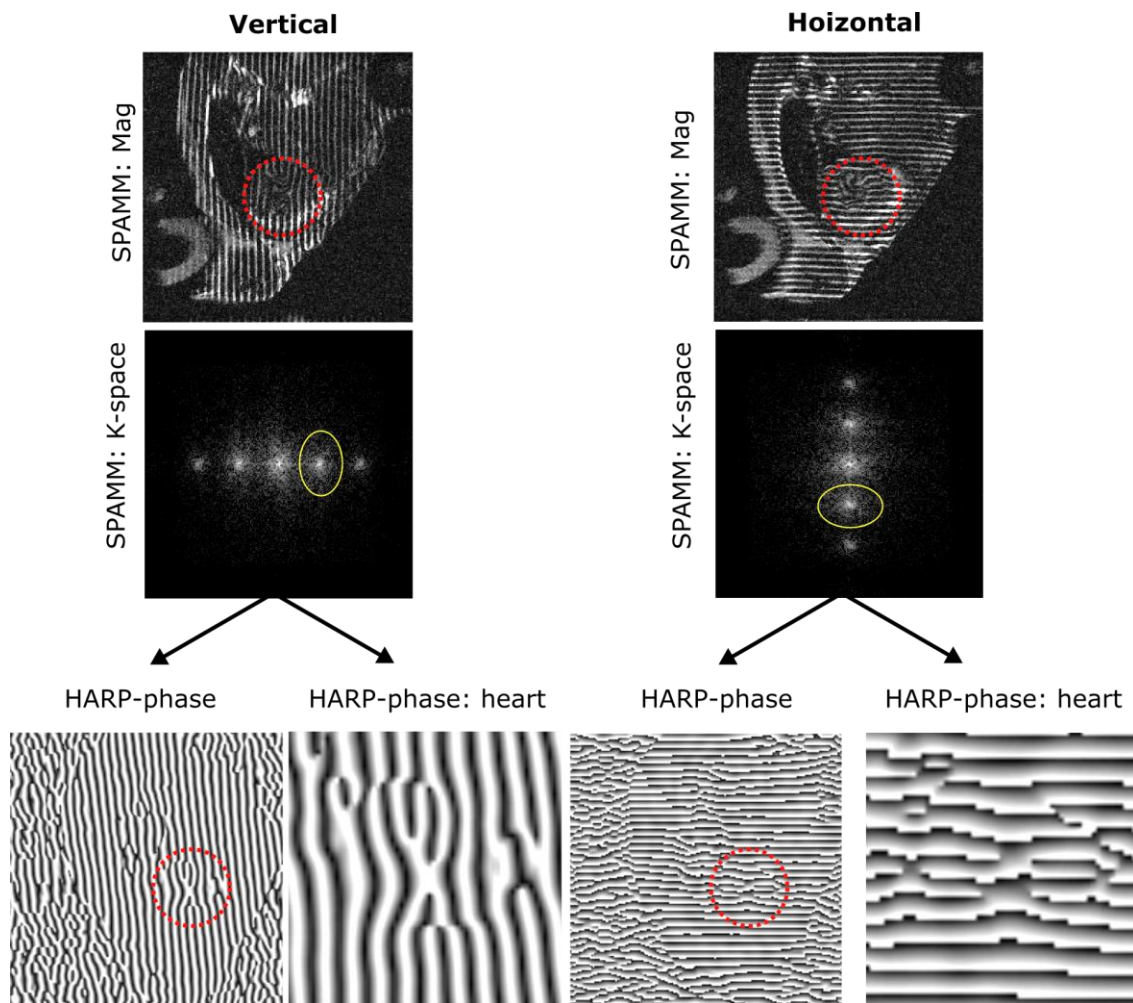 Vertical
Hoizontal
SPAMM: Mag
SPAMM: Mag
SPAMM: K-space
SPAMM: K-space
HARP-phase
HARP-phase: heart
HARP-phase
HARP-phase: heart